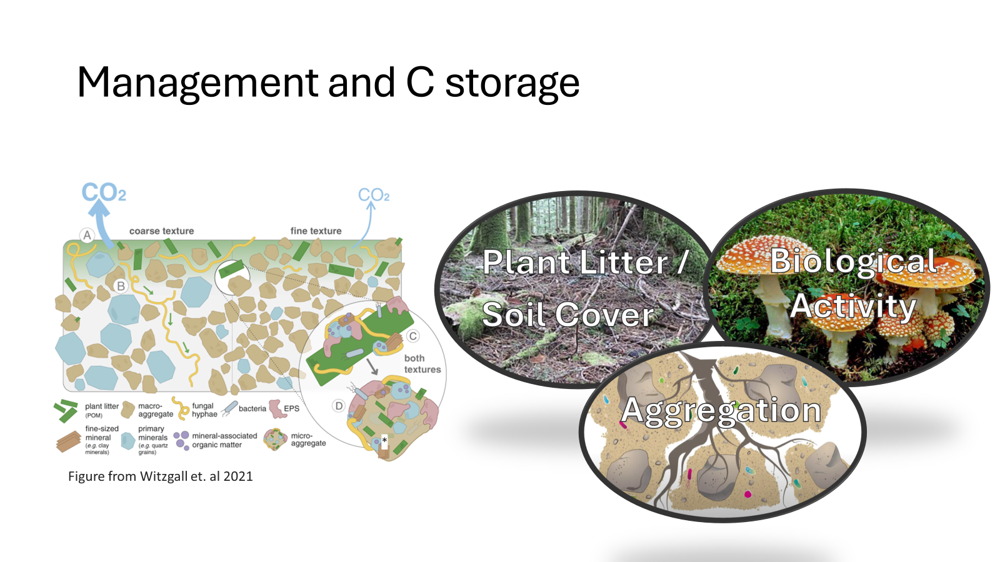 Management and C storage
CO2
CO2
A
coarse texture
fine texture
B
C
both
textures
D
*
plant litter
(POM)
macro-
aggregate
fungal
hyphae
bacteria
EPS
fine-sized
mineral
(e.g. clay
minerals)
primary
minerals
(e.g. quartz
grains)
mineral-associated
organic matter
micro-
aggregate
Figure from Witzgall et. al 2021
Plant Litter /
Soil Cover
Biological
Activity
Aggregation